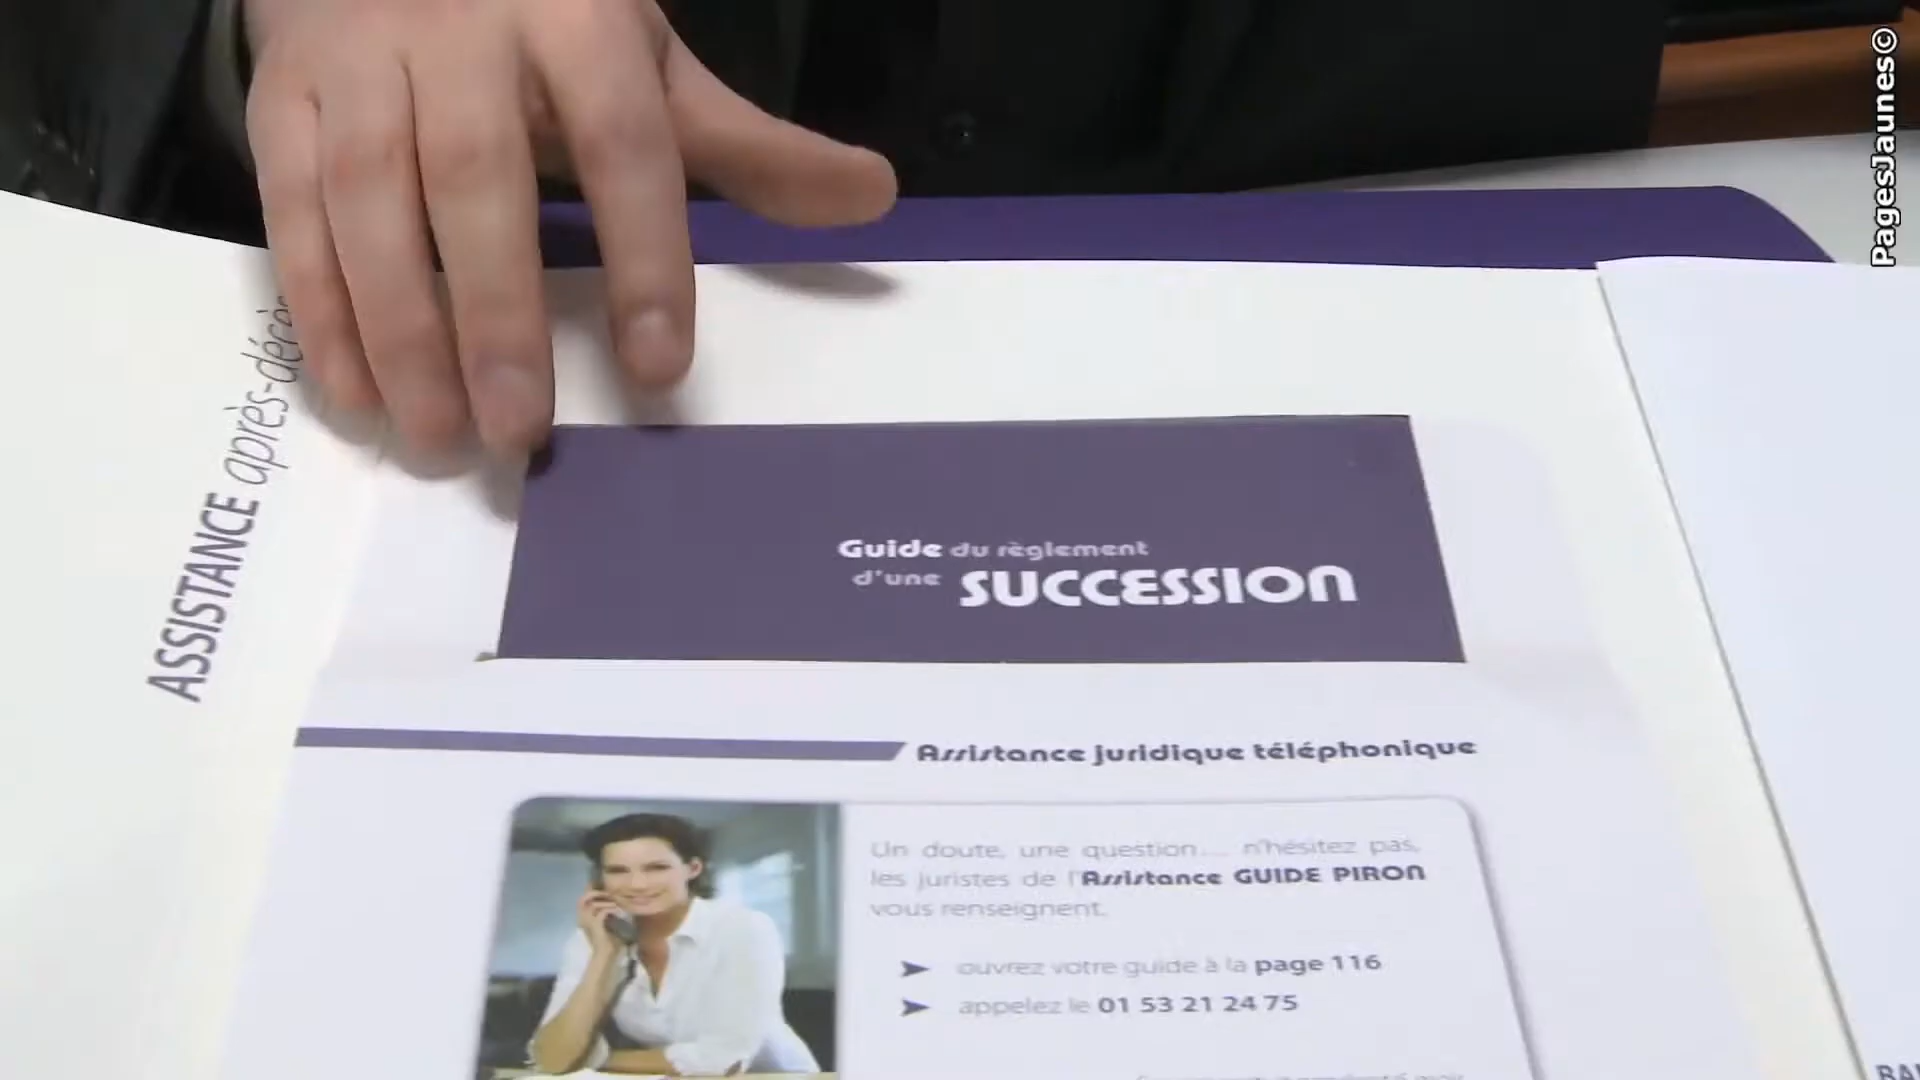 PagesJaunes©
ASSISTANCE après-décès
Guide du règlement
d'une SUCCESSION
Assistance juridique téléphonique
Un doute, une question.... n'hésitez pas,
les juristes de l'Assistance GUIDE PIRON
vous renseignent.
ouvrez votre guide à la page 116
appelez le 01 53 21 24 75